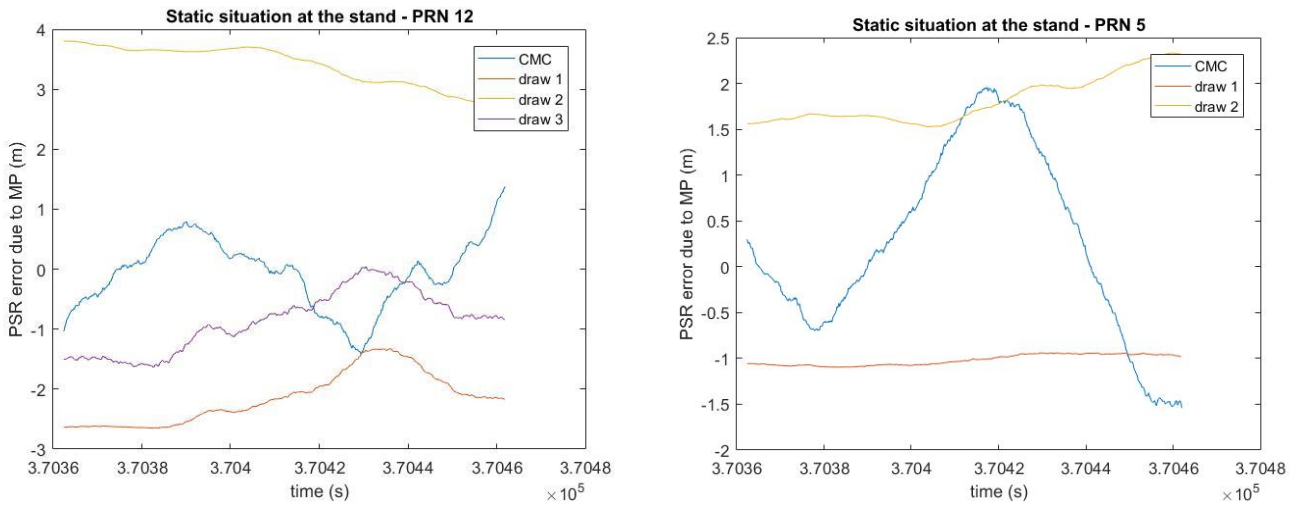 Static situation at the stand - PRN 12
4
3
2
1
0
-1
-2
-3
PSR error due to MP (m)
CMC
draw 1
draw 2
draw 3
3.7036 3.7038 3.704 3.7042 3.7044 3.7046 3.7048
time (s)
×10^5
Static situation at the stand - PRN 5
2.5
2
1.5
1
0.5
0
-0.5
-1
-1.5
-2
PSR error due to MP (m)
CMC
draw 1
draw 2
3.7036 3.7038 3.704 3.7042 3.7044 3.7046 3.7048
time (s)
×10^5